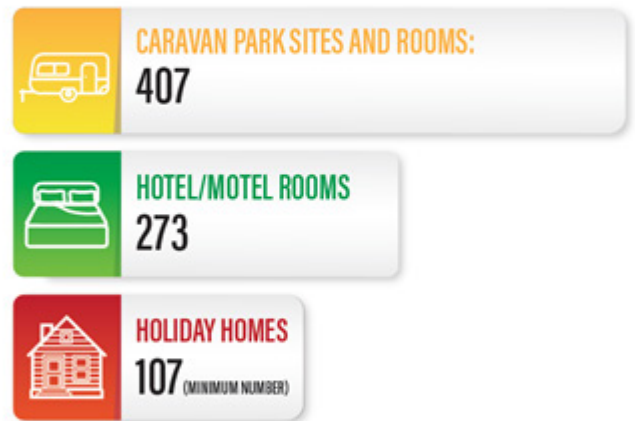 CARAVAN PARK SITES AND ROOMS:
407
HOTEL/MOTEL ROOMS
273
HOLIDAY HOMES
107 (MINIMUM NUMBER)